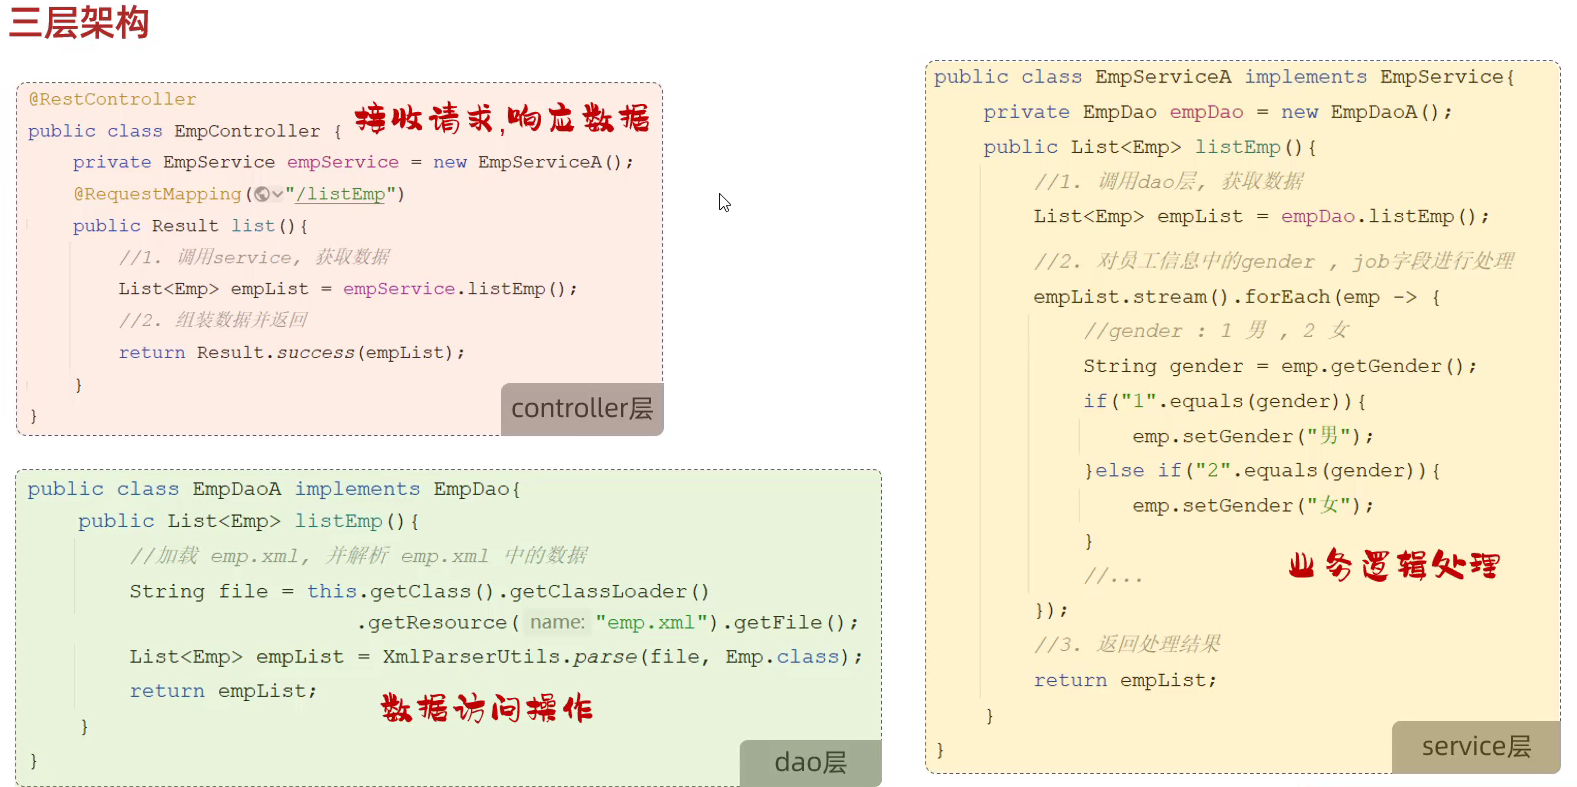 三层架构
@RestController
接收请求,响应数据
public class EmpController {
private EmpService empService = new EmpServiceA();
@RequestMapping("/listEmp")
public Result list(){
//1. 调用service, 获取数据
List<Emp> empList = empService.listEmp();
//2. 组装数据并返回
return Result.success(empList);
}
}
controller层
public class EmpDaoA implements EmpDao{
public List<Emp> listEmp(){
//加载 emp.xml, 并解析 emp.xml 中的数据
String file = this.getClass().getClassLoader()
.getResource( name: "emp.xml").getFile();
List<Emp> empList = XmlParserUtils.parse(file, Emp.class);
return empList;
数据访问操作
}
}
dao层
public class EmpServiceA implements EmpService{
private EmpDao empDao = new EmpDaoA();
public List<Emp> listEmp(){
//1. 调用dao层, 获取数据
List<Emp> empList = empDao.listEmp();
//2. 对员工信息中的gender , job字段进行处理
empList.stream().forEach(emp -> {
//gender : 1 男 , 2 女
String gender = emp.getGender();
if("1".equals(gender)){
emp.setGender("男");
}else if("2".equals(gender)){
emp.setGender("女");
}
业务逻辑处理
//...
});
//3. 返回处理结果
return empList;
}
}
service层